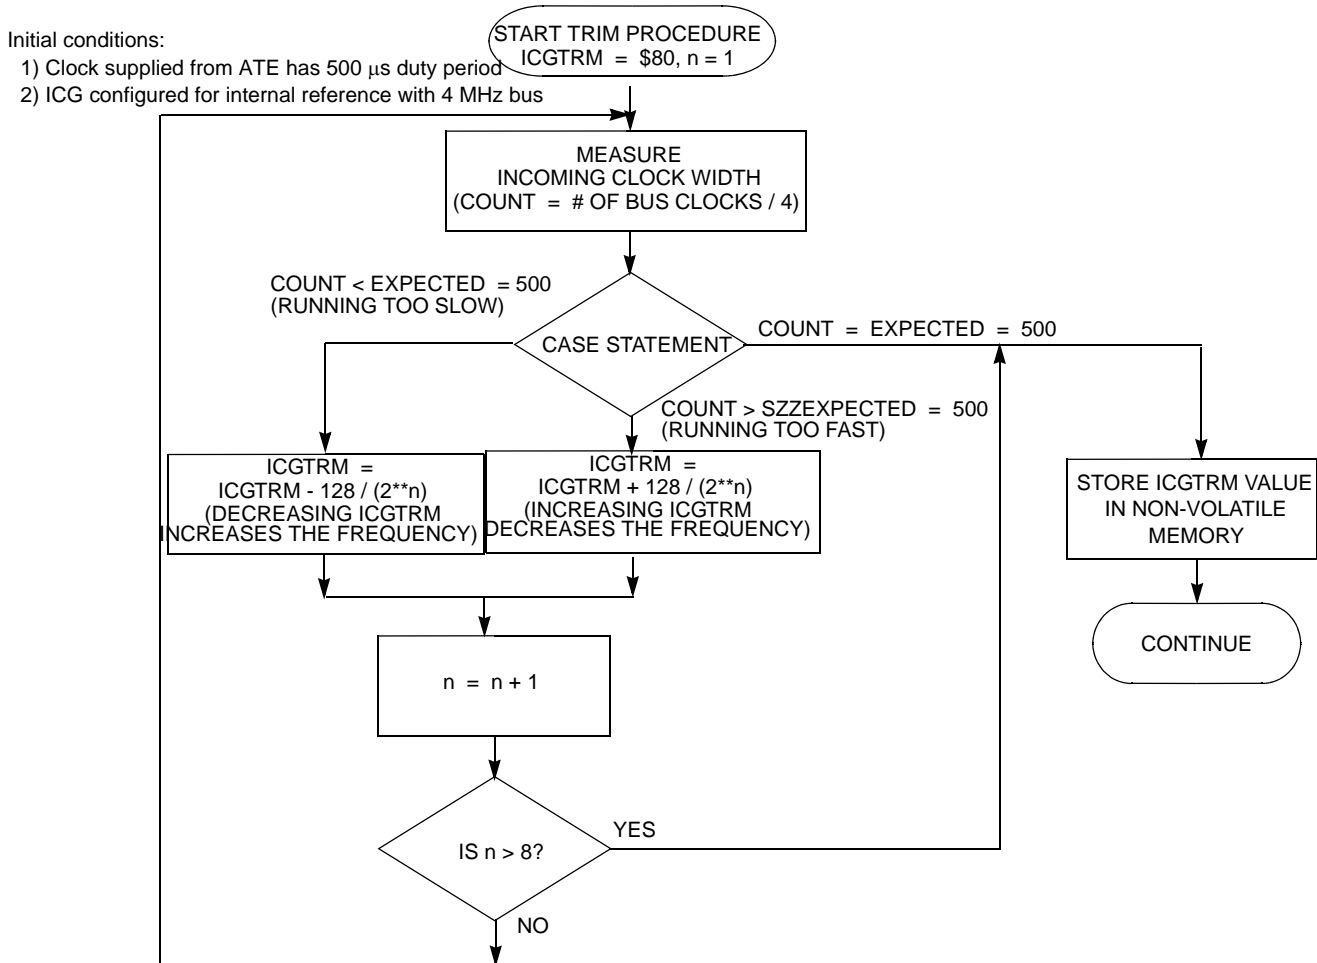 Initial conditions:
1) Clock supplied from ATE has 500 μs duty period
2) ICG configured for internal reference with 4 MHz bus
START TRIM PROCEDURE
ICGTRM = $80, n = 1
MEASURE
INCOMING CLOCK WIDTH
(COUNT = # OF BUS CLOCKS / 4)
COUNT < EXPECTED = 500
(RUNNING TOO SLOW)
CASE STATEMENT
COUNT = EXPECTED = 500
COUNT > SZZEXPECTED = 500
(RUNNING TOO FAST)
ICGTRM =
ICGTRM - 128 / (2**n)
(DECREASING ICGTRM
INCREASES THE FREQUENCY)
ICGTRM =
ICGTRM + 128 / (2**n)
(INCREASING ICGTRM
DECREASES THE FREQUENCY)
STORE ICGTRM VALUE
IN NON-VOLATILE
MEMORY
CONTINUE
n = n + 1
IS n > 8?
YES
NO